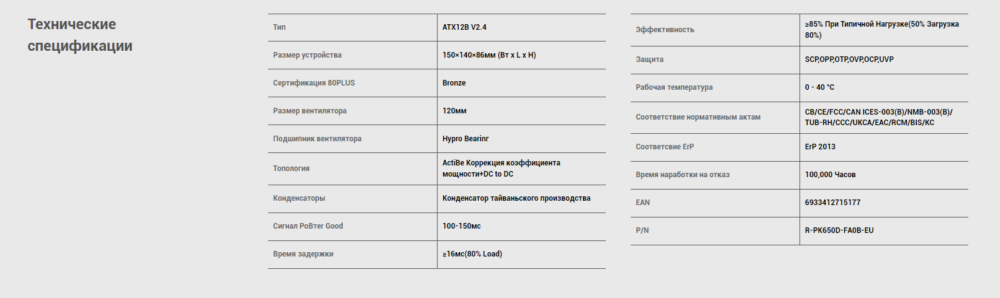 Технические
спецификации
Тип
ATX12В V2.4
Размер устройства
150×140×86мм (Вт x L x H)
Сертификация 80PLUS
Bronze
Размер вентилятора
120мм
Подшипник вентилятора
Hypro Bearinг
Топология
ActiВe Коррекция коэффициента
мощности+DC to DC
Конденсаторы
Конденсатор тайваньского производства
Сигнал PoВтer Good
100-150мс
Время задержки
≥16мс(80% Load)
Эффективность
≥85% При Типичной Нагрузке(50% Загрузка
80%)
Защита
SCP,OPP,OTP,OVP,OCP,UVP
Рабочая температура
0 - 40 °C
Соответствие нормативным актам
CB/CE/FCC/CAN ICES-003(B)/NMB-003(B)/
TUB-RH/CCC/UKCA/EAC/RCM/BIS/KC
Соответсвие ErP
ErP 2013
Время наработки на отказ
100,000 Часов
EAN
6933412715177
P/N
R-PK650D-FA0B-EU